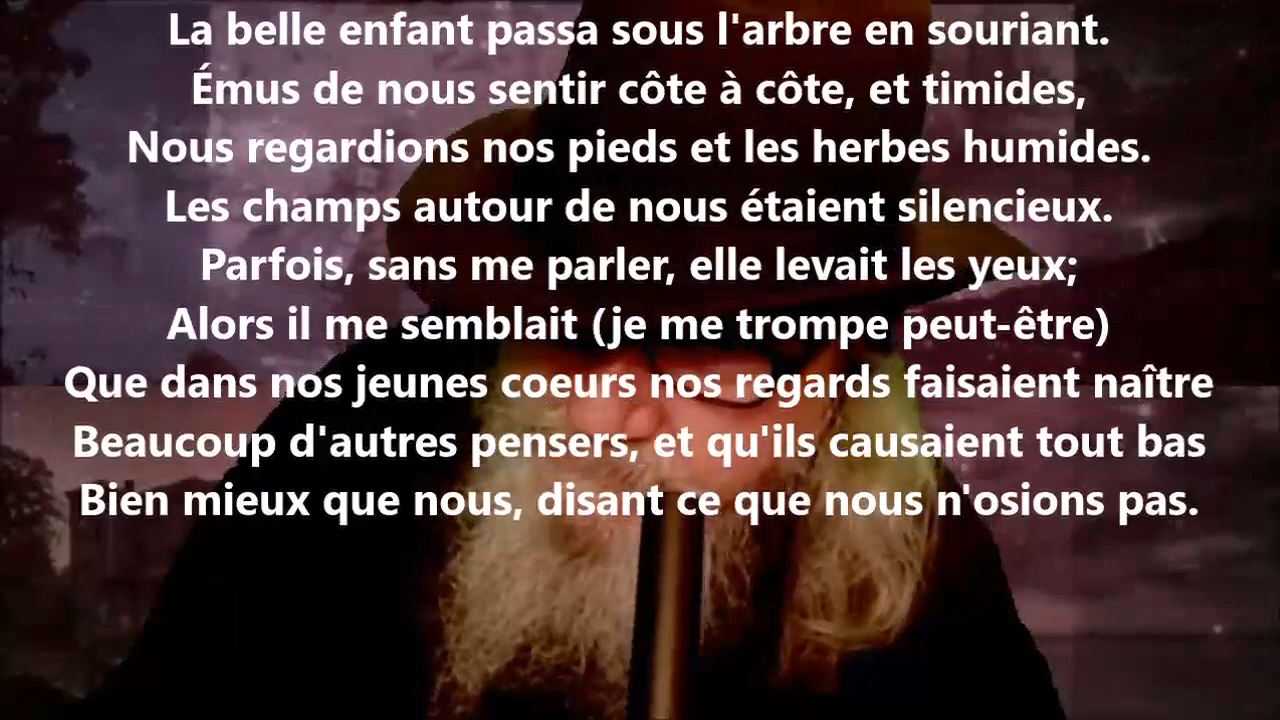 La belle enfant passa sous l'arbre en souriant.
Émus de nous sentir côte à côte, et timides,
Nous regardions nos pieds et les herbes humides.
Les champs autour de nous étaient silencieux.
Parfois, sans me parler, elle levait les yeux;
Alors il me semblait (je me trompe peut-être)
Que dans nos jeunes coeurs nos regards faisaient naître
Beaucoup d'autres pensers, et qu'ils causaient tout bas
Bien mieux que nous, disant ce que nous n'osions pas.